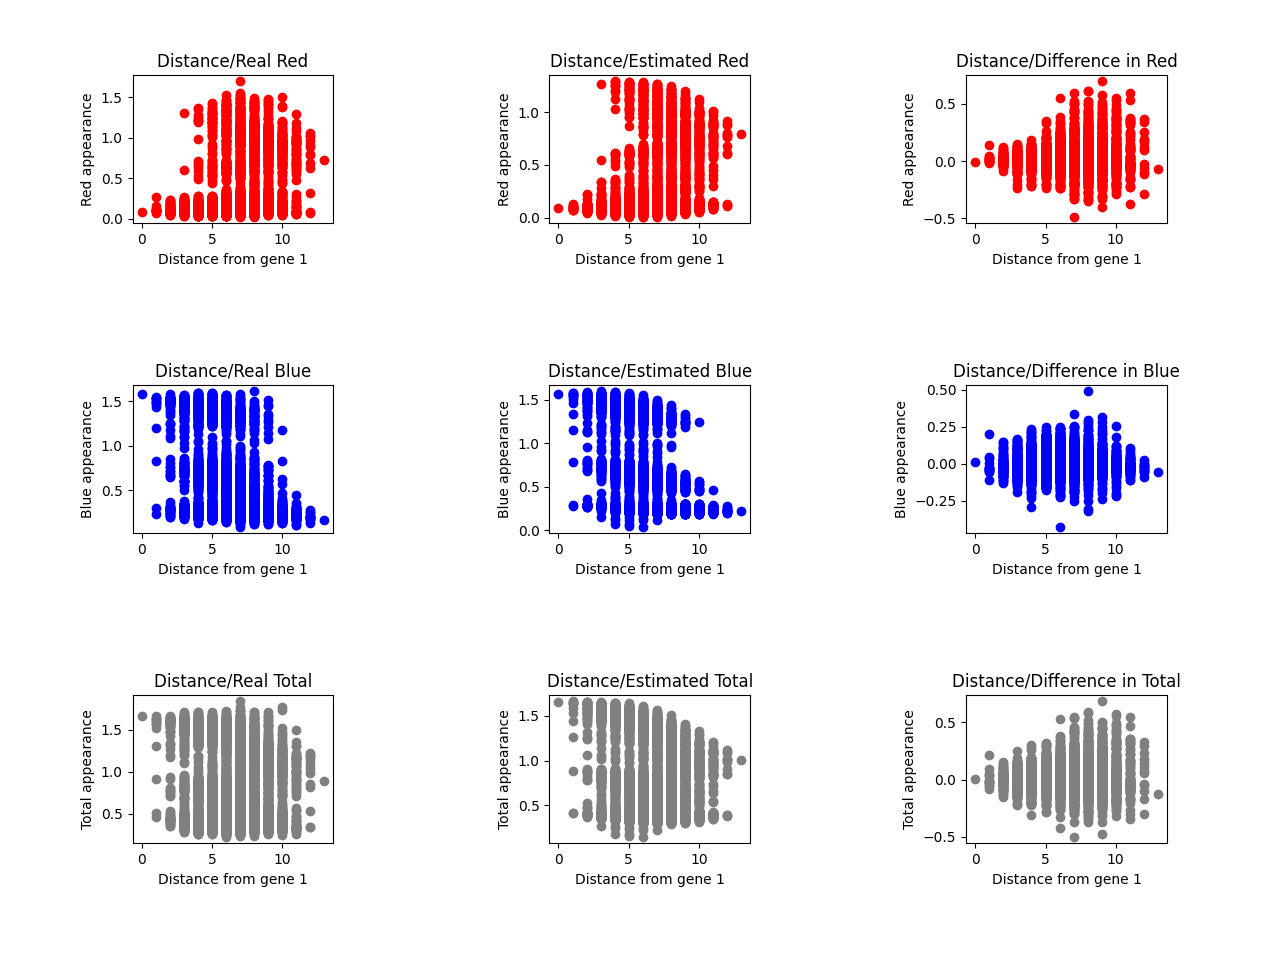 Distance/Real Red
Distance/Estimated Red
Distance/Difference in Red
Red appearance
1.5
1.0
0.5
0.0
0
5
10
Distance from gene 1
Red appearance
1.0
0.5
0.0
0
5
10
Distance from gene 1
Red appearance
0.5
0.0
−0.5
0
5
10
Distance from gene 1
Distance/Real Blue
Distance/Estimated Blue
Distance/Difference in Blue
Blue appearance
1.5
1.0
0.5
0
5
10
Distance from gene 1
Blue appearance
1.5
1.0
0.5
0.0
0
5
10
Distance from gene 1
Blue appearance
0.50
0.25
0.00
−0.25
0
5
10
Distance from gene 1
Distance/Real Total
Distance/Estimated Total
Distance/Difference in Total
Total appearance
1.5
1.0
0.5
0
5
10
Distance from gene 1
Total appearance
1.5
1.0
0.5
0
5
10
Distance from gene 1
Total appearance
0.5
0.0
−0.5
0
5
10
Distance from gene 1